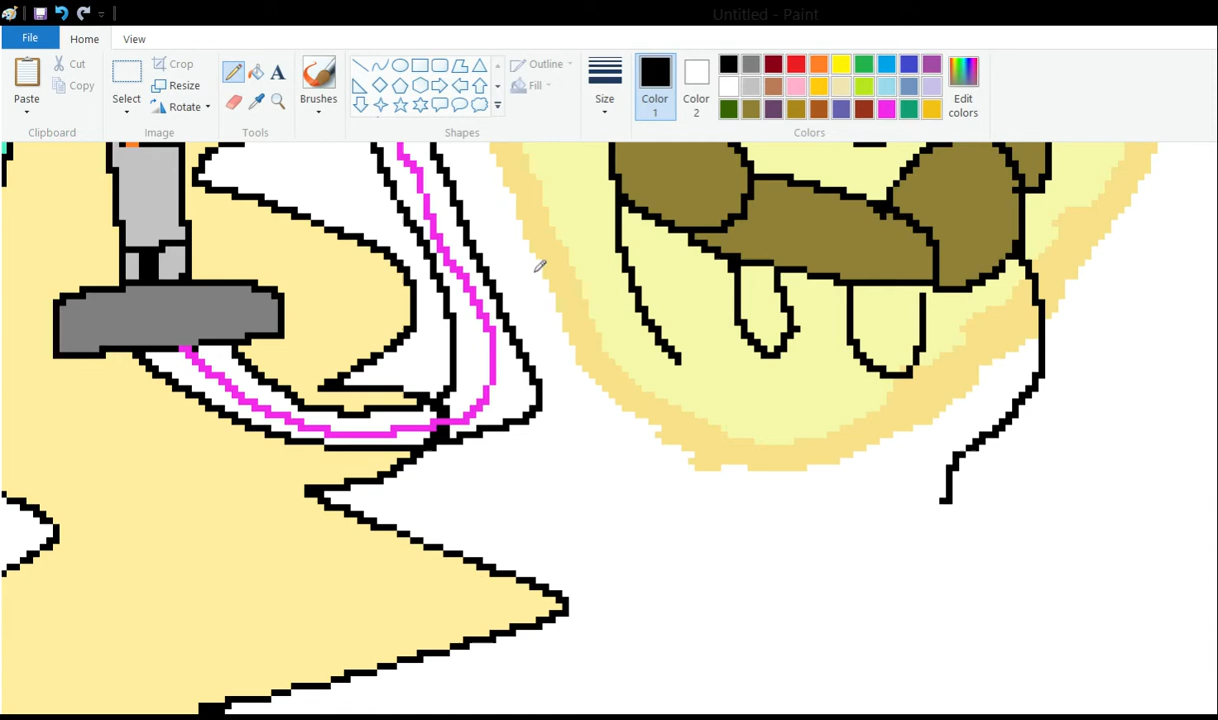 Untitled - Paint
File
Home
View
Paste
Cut
Copy
Clipboard
Select
Crop
Resize
Rotate
Image
A
Tools
Brushes
Outline
Fill
Shapes
Size
Color
1
Color
2
Edit
colors
Colors